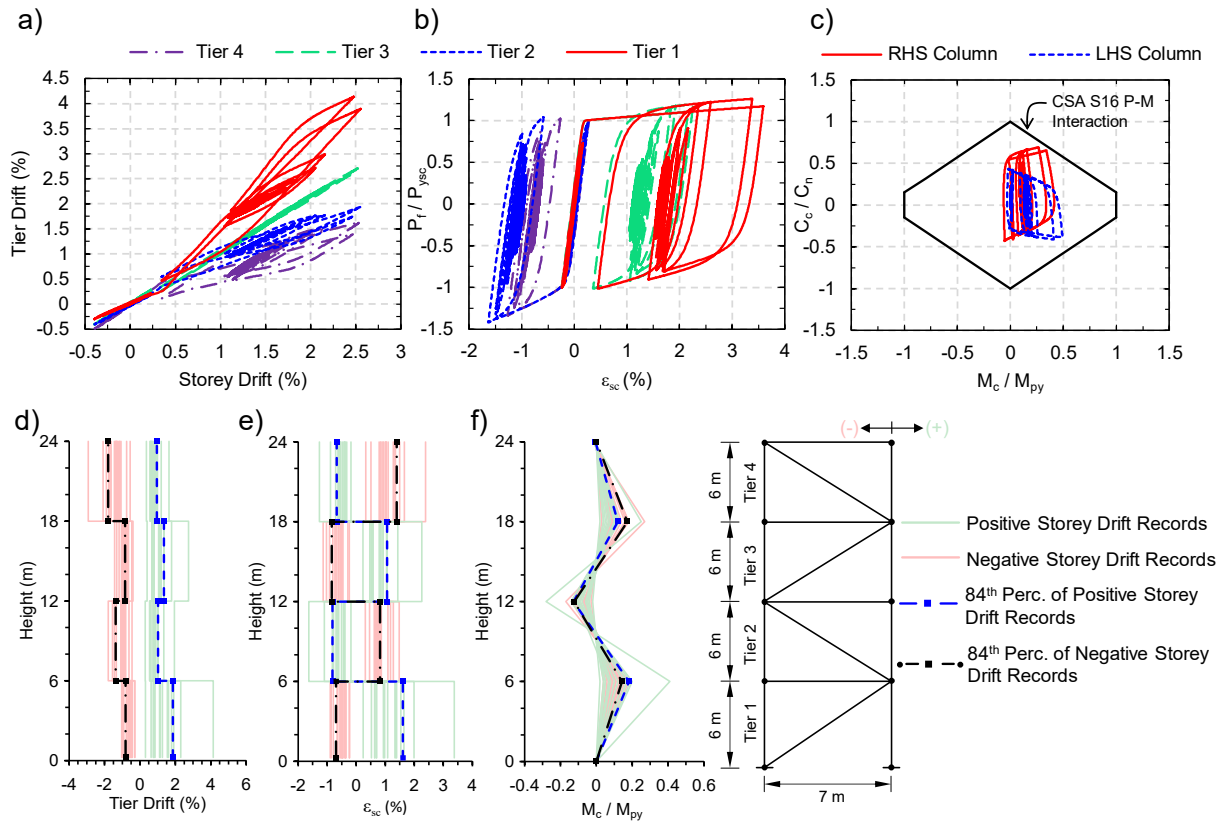 a)
b)
c)
Tier 4
Tier 3
Tier 2
Tier 1
RHS Column
LHS Column
4.5
4
3.5
3
2.5
2
1.5
1
0.5
0
-0.5
Tier Drift (%)
-0.5 0 0.5 1 1.5 2 2.5 3
Storey Drift (%)
1.5
1
0.5
0
-0.5
-1
-1.5
P_f / P_ysc
-2 -1 0 1 2 3 4
ε_sc (%)
CSA S16 P-M
Interaction
1.5
1
0.5
0
-0.5
-1
-1.5
C_c / C_n
-1.5 -1 -0.5 0 0.5 1 1.5
M_c / M_py
d)
e)
f)
24
18
12
6
0
Height (m)
-4 -2 0 2 4 6
Tier Drift (%)
24
18
12
6
0
Height (m)
-3 -2 -1 0 1 2 3 4
ε_sc (%)
24
18
12
6
0
Height (m)
-0.4 -0.2 0 0.2 0.4 0.6
M_c / M_py
(-) (+)
6 m
Tier 4
6 m
Tier 3
6 m
Tier 2
6 m
Tier 1
7 m
Positive Storey Drift Records
Negative Storey Drift Records
84th Perc. of Positive Storey
Drift Records
84th Perc. of Negative Storey
Drift Records